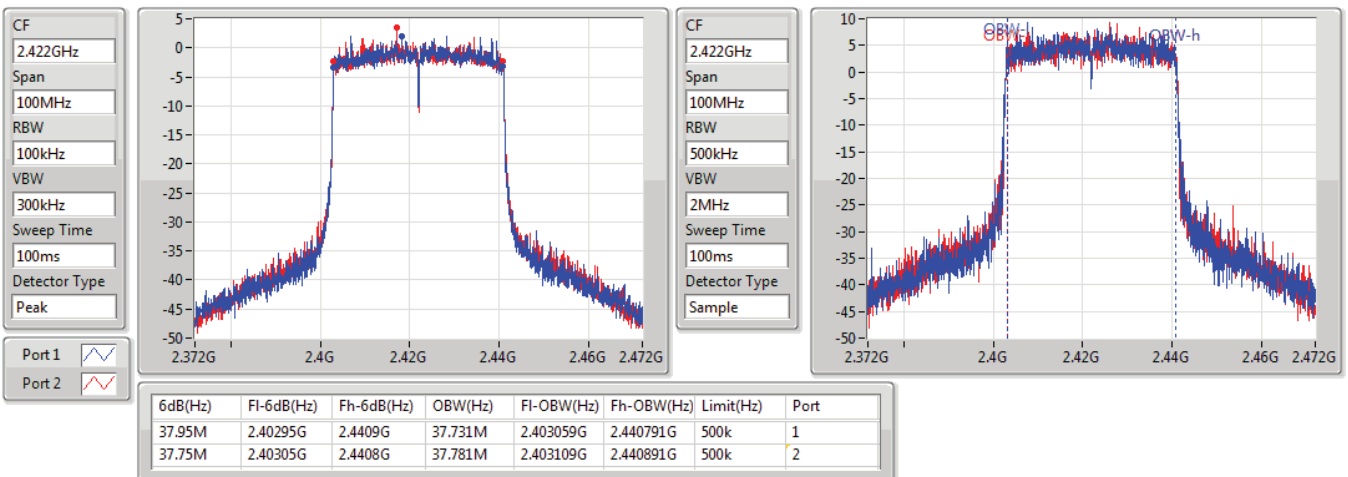 CF
2.422GHz
Span
100MHz
RBW
100kHz
VBW
300kHz
Sweep Time
100ms
Detector Type
Peak
Port 1
Port 2
5
0
-5
-10
-15
-20
-25
-30
-35
-40
-45
-50
2.372G 2.4G 2.42G 2.44G 2.46G 2.472G
CF
2.422GHz
Span
100MHz
RBW
500kHz
VBW
2MHz
Sweep Time
100ms
Detector Type
Sample
10
5
0
-5
-10
-15
-20
-25
-30
-35
-40
-45
-50
OBW-h
2.372G 2.4G 2.42G 2.44G 2.46G 2.472G
6dB(Hz) Fl-6dB(Hz) Fh-6dB(Hz) OBW(Hz) Fl-OBW(Hz) Fh-OBW(Hz) Limit(Hz) Port
37.95M 2.40295G 2.4409G 37.731M 2.403059G 2.440791G 500k 1
37.75M 2.40305G 2.4408G 37.781M 2.403109G 2.440891G 500k 2